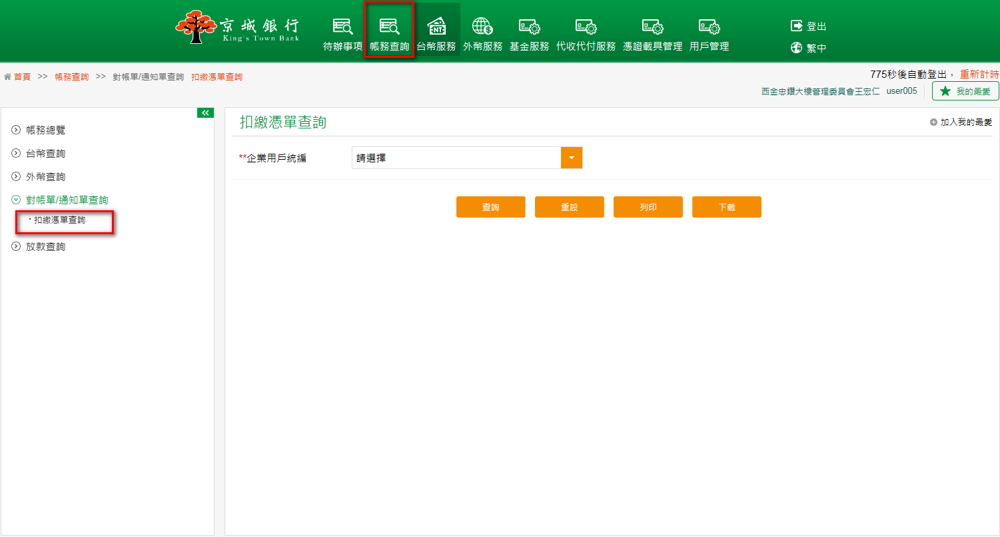 京城銀行
King's Town Bank
待辦事項 帳務查詢 台幣服務 外幣服務 基金服務 代收代付服務 憑證載具管理 用戶管理
NT
登出
繁中
首頁 >> 帳務查詢 >> 對帳單/通知單查詢 扣繳憑單查詢
775秒後自動登出， 重新計時
西金忠鑽大樓管理委員會王宏仁 user005 我的最愛
帳務總覽
台幣查詢
外幣查詢
對帳單/通知單查詢
扣繳憑單查詢
放款查詢
扣繳憑單查詢
加入我的最愛
**企業用戶統編 請選擇
查詢 重設 列印 下載